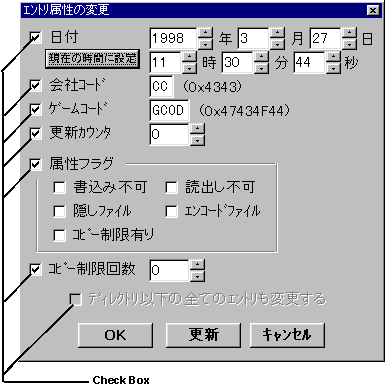 ｴﾝﾄﾘ属性の変更
日付 1998 年 3 月 27 日
現在の時間に設定 11 時 30 分 44 秒
会社ｺｰﾄﾞ CC (0x4343)
ｹﾞｰﾑｺｰﾄﾞ GCOD (0x47434F44)
更新ｶｳﾝﾀ 0
属性フラグ
書込み不可 読出し不可
隠しﾌｧｲﾙ ｴﾝｺｰﾄﾞﾌｧｲﾙ
ｺﾋﾟｰ制限有り
ｺﾋﾟｰ制限回数 0
ﾃﾞｨﾚｸﾄﾘ以下の全てのｴﾝﾄﾘも変更する
OK 更新 ｷｬﾝｾﾙ
Check Box